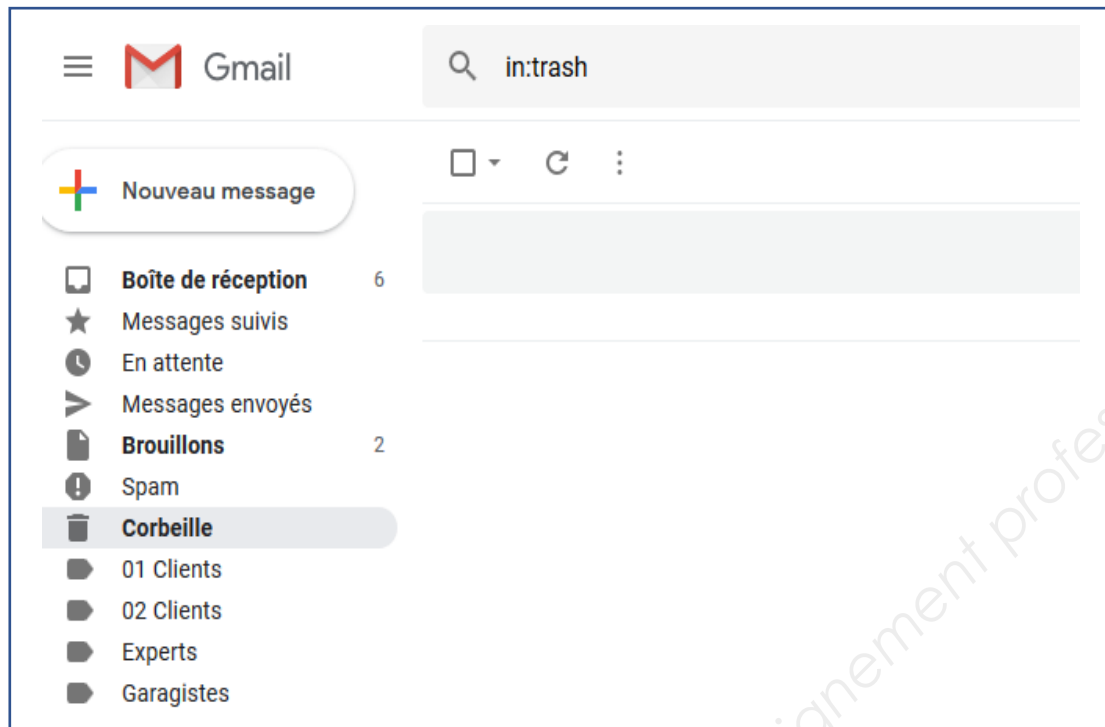 Gmail
in:trash
Nouveau message
Boîte de réception 6
Messages suivis
En attente
Messages envoyés
Brouillons 2
Spam
Corbeille
01 Clients
02 Clients
Experts
Garagistes